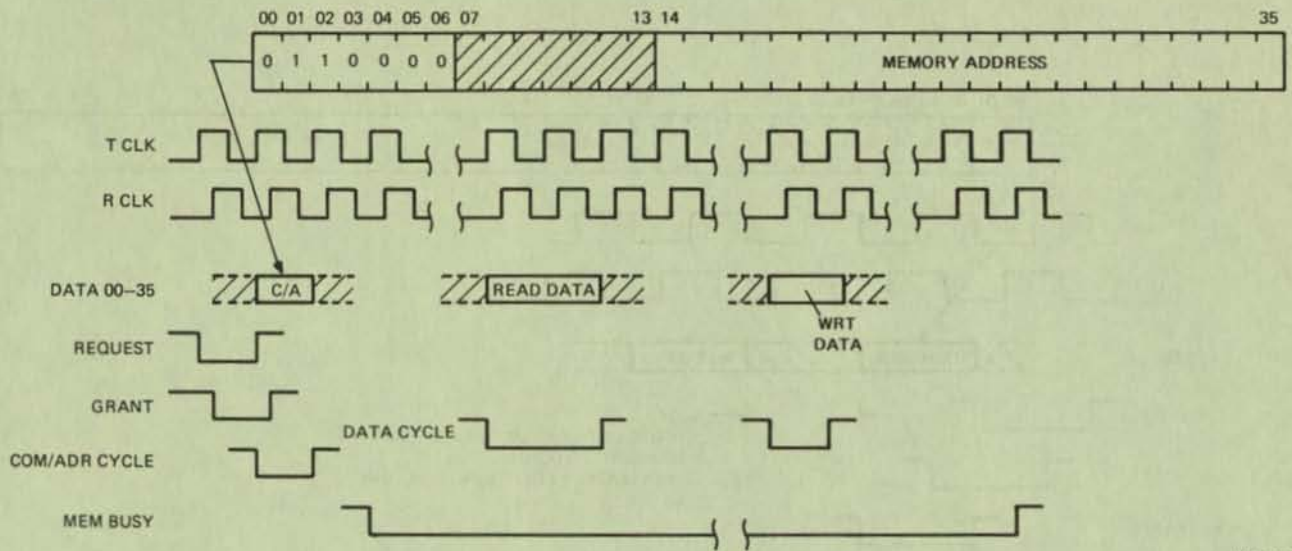 00 01 02 03 04 05 06 07 13 14 35
0 1 1 0 0 0 0 MEMORY ADDRESS
T CLK
R CLK
DATA 00–35 C/A READ DATA
WRT
DATA
REQUEST
GRANT
DATA CYCLE
COM/ADR CYCLE
MEM BUSY